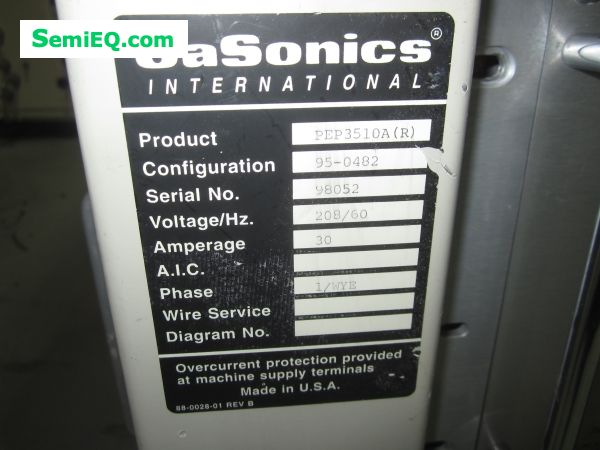 SemiEQ.com
GaSonics®
INTERNATIONAL
Product PEP3510A(R)
Configuration 95-0482
Serial No. 98052
Voltage/Hz. 208/60
Amperage 30
A.I.C.
Phase 1/WYE
Wire Service
Diagram No.
Overcurrent protection provided
at machine supply terminals
Made in U.S.A.
88-0028-01 REV B